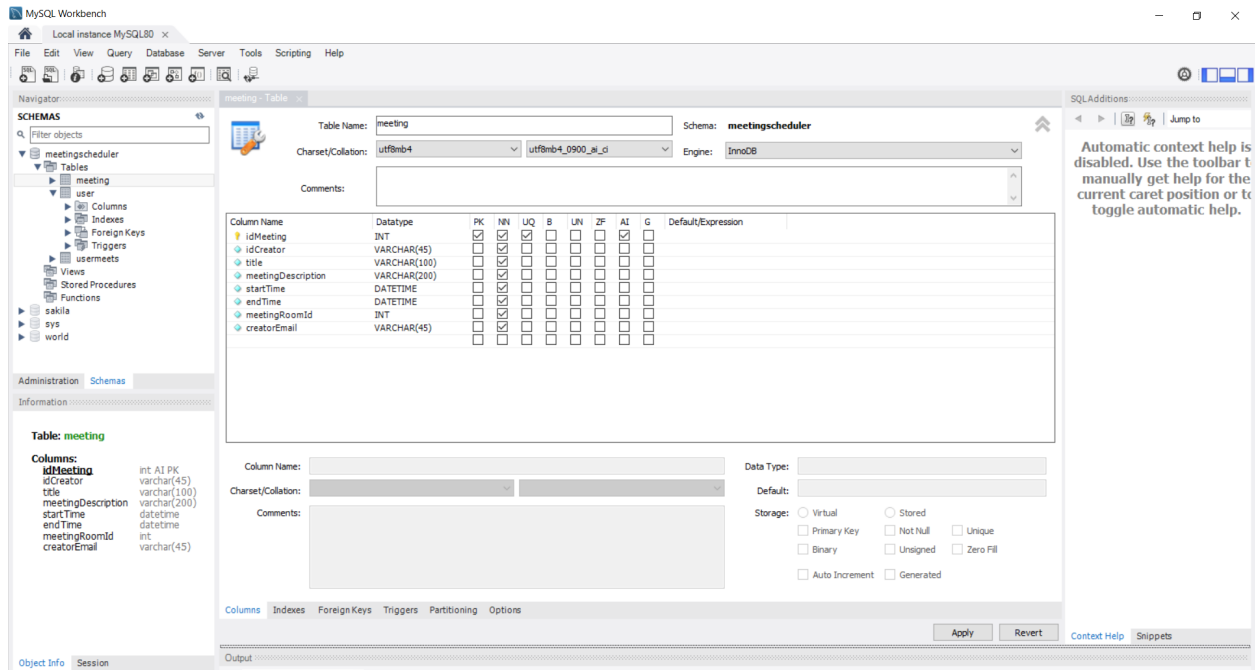 MySQL Workbench
Local instance MySQL80
File Edit View Query Database Server Tools Scripting Help
Navigator
SCHEMAS
Filter objects
meetingscheduler
Tables
meeting
user
Columns
Indexes
Foreign Keys
Triggers
usermeets
Views
Stored Procedures
Functions
sakila
sys
world
Administration Schemas
Information
Table: meeting
Columns:
idMeeting int AI PK
idCreator varchar(45)
title varchar(100)
meetingDescription varchar(200)
startTime datetime
endTime datetime
meetingRoomId int
creatorEmail varchar(45)
Object Info Session
meeting - Table
Table Name: meeting Schema: meetingscheduler
Charset/Collation: utf8mb4 utf8mb4_0900_ai_ci Engine: InnoDB
Comments:
Column Name Datatype PK NN UQ B UN ZF AI G Default/Expression
idMeeting INT
idCreator VARCHAR(45)
title VARCHAR(100)
meetingDescription VARCHAR(200)
startTime DATETIME
endTime DATETIME
meetingRoomId INT
creatorEmail VARCHAR(45)
Column Name: Data Type:
Charset/Collation: Default:
Comments: Storage: Virtual Stored
Primary Key Not Null Unique
Binary Unsigned Zero Fill
Auto Increment Generated
Columns Indexes Foreign Keys Triggers Partitioning Options
Apply Revert
Output
SQLAdditions
Jump to
Automatic context help is
disabled. Use the toolbar t
manually get help for the
current caret position or to
toggle automatic help.
Context Help Snippets